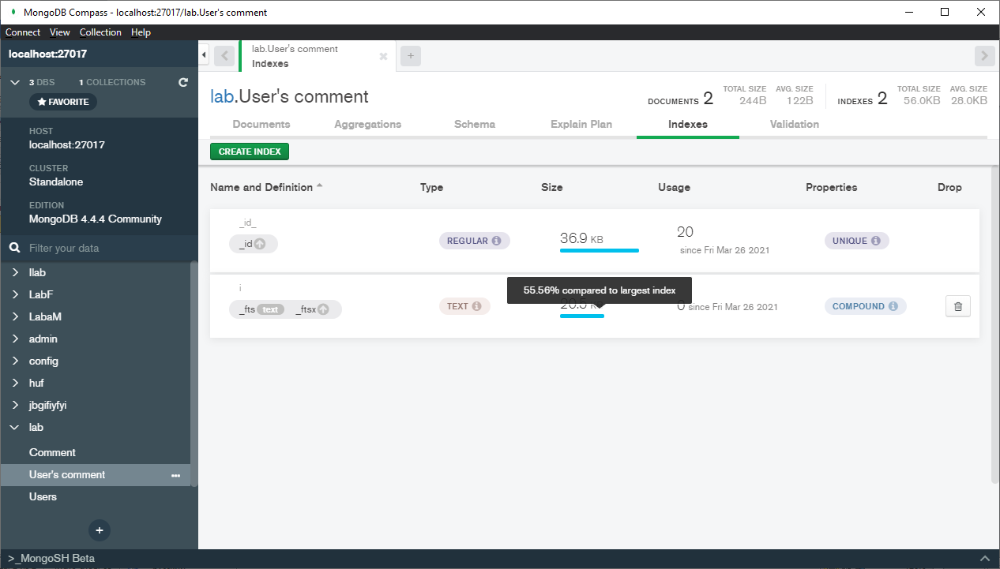 MongoDB Compass - localhost:27017/lab.User's comment
Connect View Collection Help
localhost:27017
3 DBS 1 COLLECTIONS
FAVORITE
HOST
localhost:27017
CLUSTER
Standalone
EDITION
MongoDB 4.4.4 Community
Filter your data
llab
LabF
LabaM
admin
config
huf
jbgifiyfyi
lab
Comment
User's comment
Users
>_MongoSH Beta
lab.User's comment
Indexes
lab.User's comment
DOCUMENTS 2
TOTAL SIZE
244B
AVG. SIZE
122B
INDEXES 2
TOTAL SIZE
56.0KB
AVG. SIZE
28.0KB
Documents Aggregations Schema Explain Plan Indexes Validation
CREATE INDEX
Name and Definition Type Size Usage Properties Drop
_id_
_id REGULAR 36.9 KB 20 since Fri Mar 26 2021 UNIQUE
55.56% compared to largest index
i
_fts text _ftsx TEXT 20.5 0 since Fri Mar 26 2021 COMPOUND